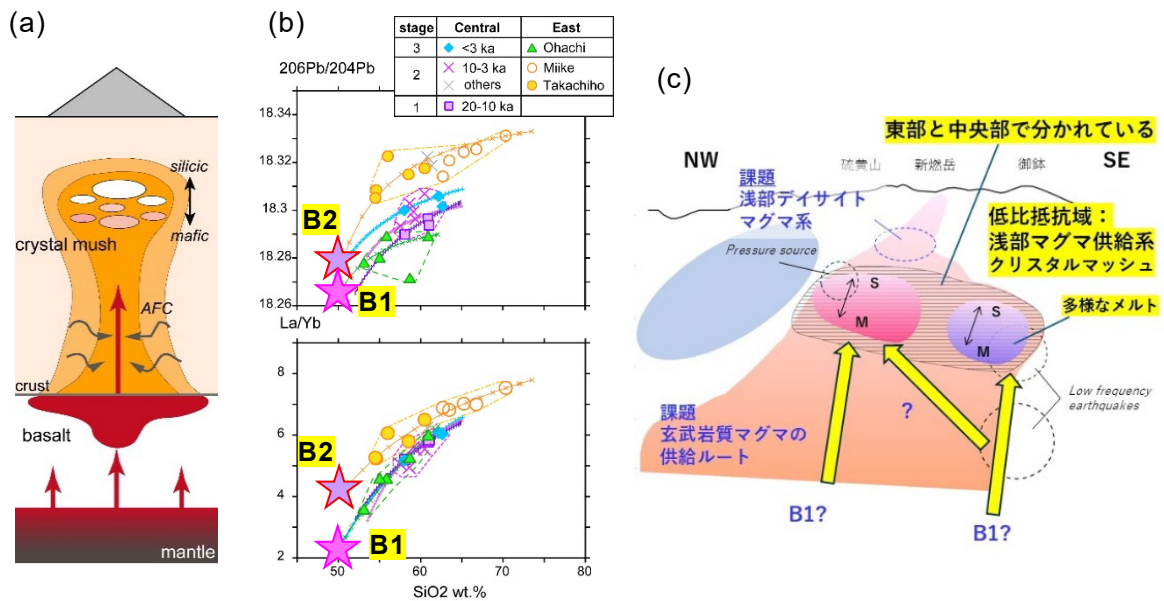 (a)
silicic
mafic
crystal mush
AFC
crust
basalt
mantle
(b)
stage Central East
3 <3 ka Ohachi
2 10-3 ka Miike
others Takachiho
1 20-10 ka
206Pb/204Pb
18.34
18.32
18.3
18.28
18.26
B2
B1
La/Yb
8
6
4
2
B2
B1
50 60 70 80
SiO2 wt.%
(c)
東部と中央部で分かれている
NW 硫黄山 新燃岳 御鉢 SE
課題
浅部デイサイト
マグマ系
低比抵抗域：
浅部マグマ供給系
クリスタルマッシュ
Pressure source
S
M
多様なメルト
S
M
Low frequency
earthquakes
?
課題
玄武岩質マグマの
供給ルート
B1?
B1?